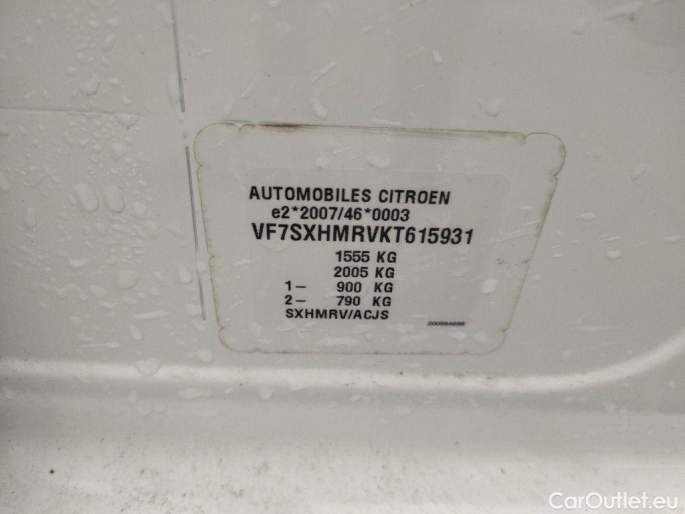 AUTOMOBILES CITROEN
e2*2007/46*0003
VF7SXHMRVKT615931
1555 KG
2005 KG
1– 900 KG
2– 790 KG
SXHMRV/ACJS
CarOutlet.eu